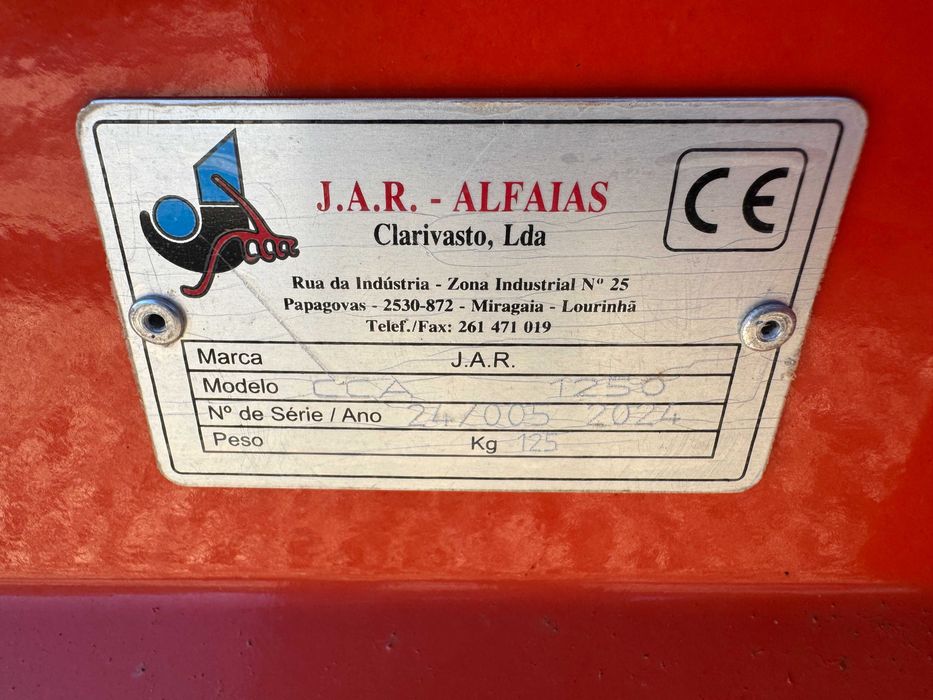 J.A.R. - ALFAIAS
CE
Clarivasto, Lda
Rua da Indústria - Zona Industrial Nº 25
Papagovas - 2530-872 - Miragaia - Lourinhã
Telef./Fax: 261 471 019
Marca J.A.R.
Modelo CCA 1250
Nº de Série / Ano 24/005 2024
Peso Kg 125